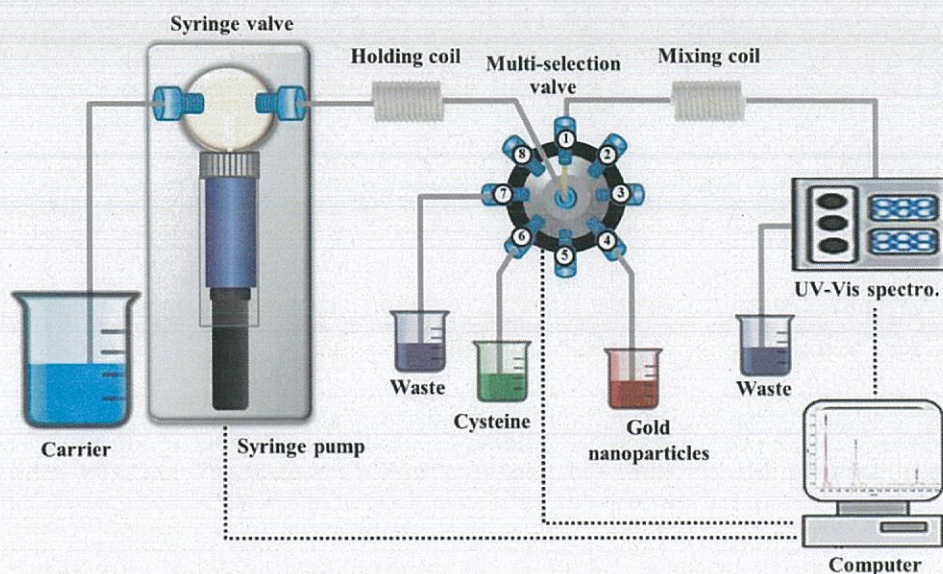 Syringe valve
Holding coil
Multi-selection
valve
Mixing coil
1
2
3
4
5
6
7
8
UV-Vis spectro.
Waste
Cysteine
Gold
nanoparticles
Waste
Carrier
Syringe pump
Computer